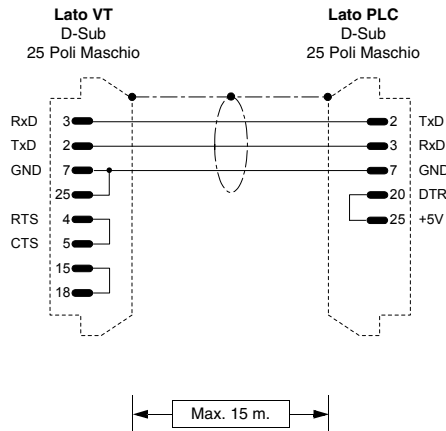 Lato VT
D-Sub
25 Poli Maschio
Lato PLC
D-Sub
25 Poli Maschio
RxD 3
TxD 2
GND 7
25
RTS 4
CTS 5
15
18
2 TxD
3 RxD
7 GND
20 DTR
25 +5V
Max. 15 m.